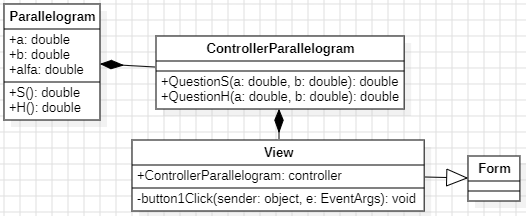 Parallelogram
+a: double
+b: double
+alfa: double
+S(): double
+H(): double
ControllerParallelogram
+QuestionS(a: double, b: double): double
+QuestionH(a: double, b: double): double
View
+ControllerParallelogram: controller
-button1Click(sender: object, e: EventArgs): void
Form